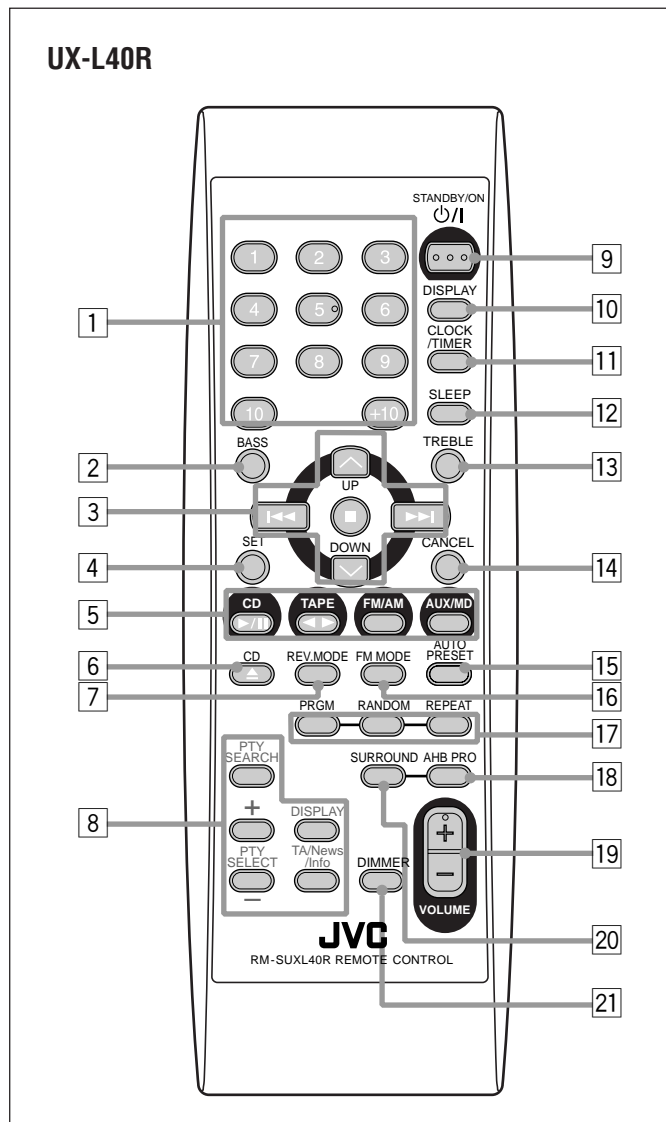 UX-L40R
STANDBY/ON
⏻/I
1 2 3
9
DISPLAY
10
1
4 5 6
CLOCK
/TIMER
11
7 8 9
SLEEP
12
10 +10
BASS
TREBLE
2
13
UP
3
SET
DOWN
CANCEL
4
14
5
CD TAPE FM/AM AUX/MD
6
CD REV.MODE FM MODE AUTO
PRESET
15
7
16
PRGM RANDOM REPEAT
17
PTY
SEARCH
SURROUND AHB PRO
18
8
+
DISPLAY
+
19
PTY
SELECT
TA/News
/Info
DIMMER
–
–
VOLUME
JVC
20
RM-SUXL40R REMOTE CONTROL
21